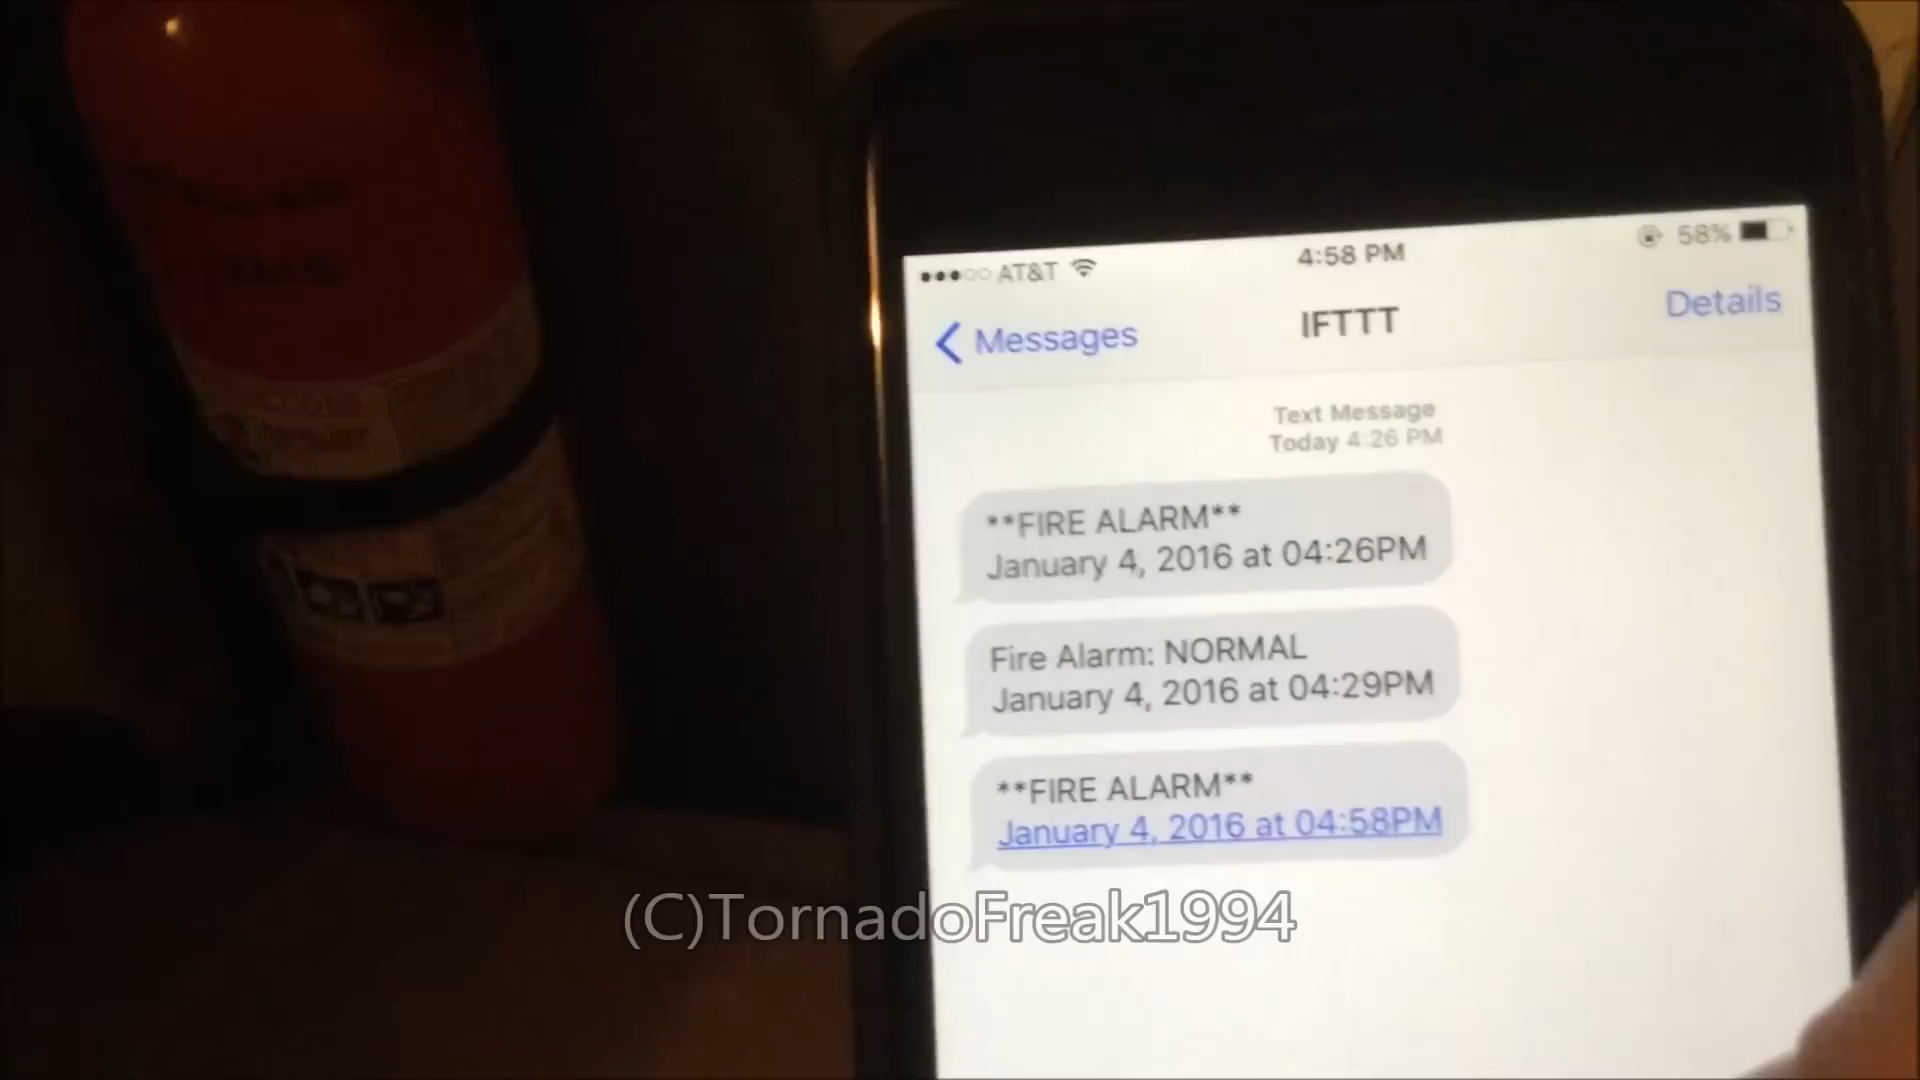 AT&T
4:58 PM
58%
Messages
IFTTT
Details
Text Message
Today 4:26 PM
**FIRE ALARM**
January 4, 2016 at 04:26PM
Fire Alarm: NORMAL
January 4, 2016 at 04:29PM
**FIRE ALARM**
January 4, 2016 at 04:58PM
(C)TornadoFreak1994